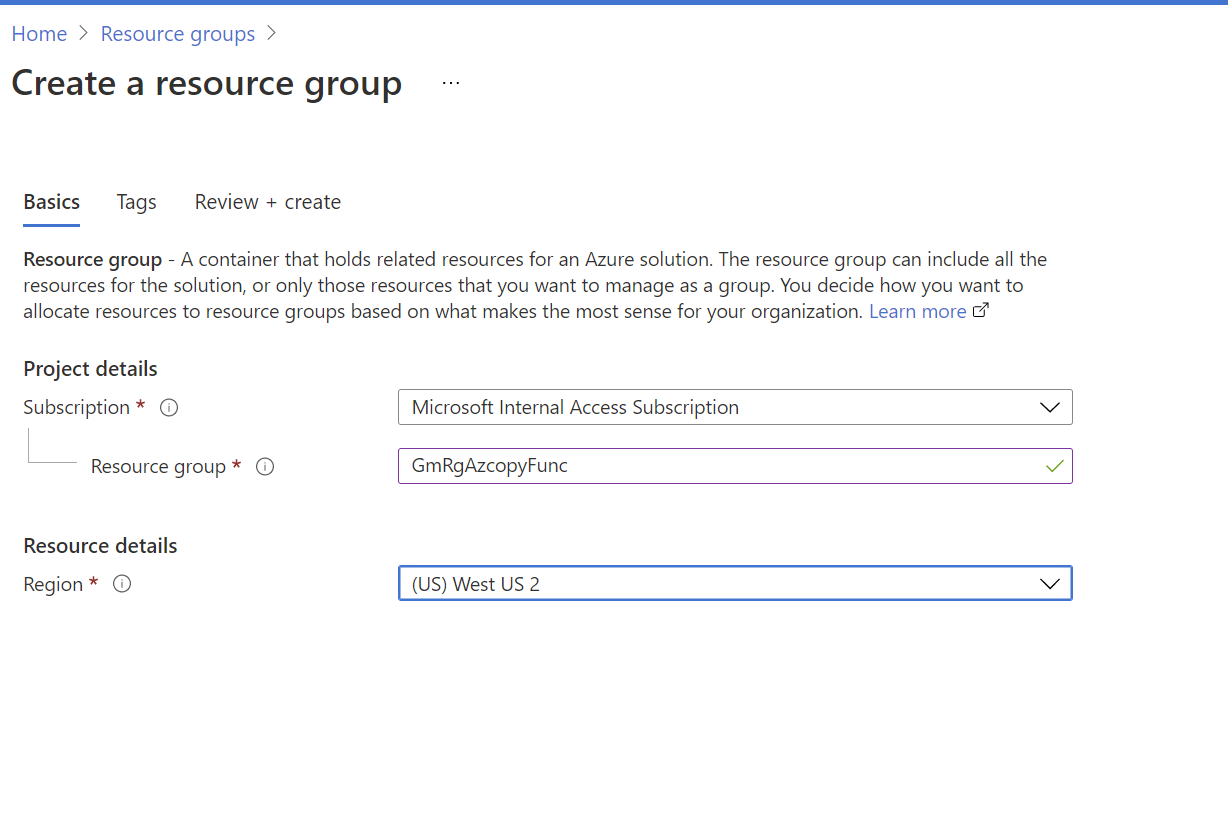 Home > Resource groups >
Create a resource group ...
Basics Tags Review + create
Resource group - A container that holds related resources for an Azure solution. The resource group can include all the
resources for the solution, or only those resources that you want to manage as a group. You decide how you want to
allocate resources to resource groups based on what makes the most sense for your organization. Learn more
Project details
Subscription * Microsoft Internal Access Subscription
Resource group * GmRgAzcopyFunc
Resource details
Region * (US) West US 2